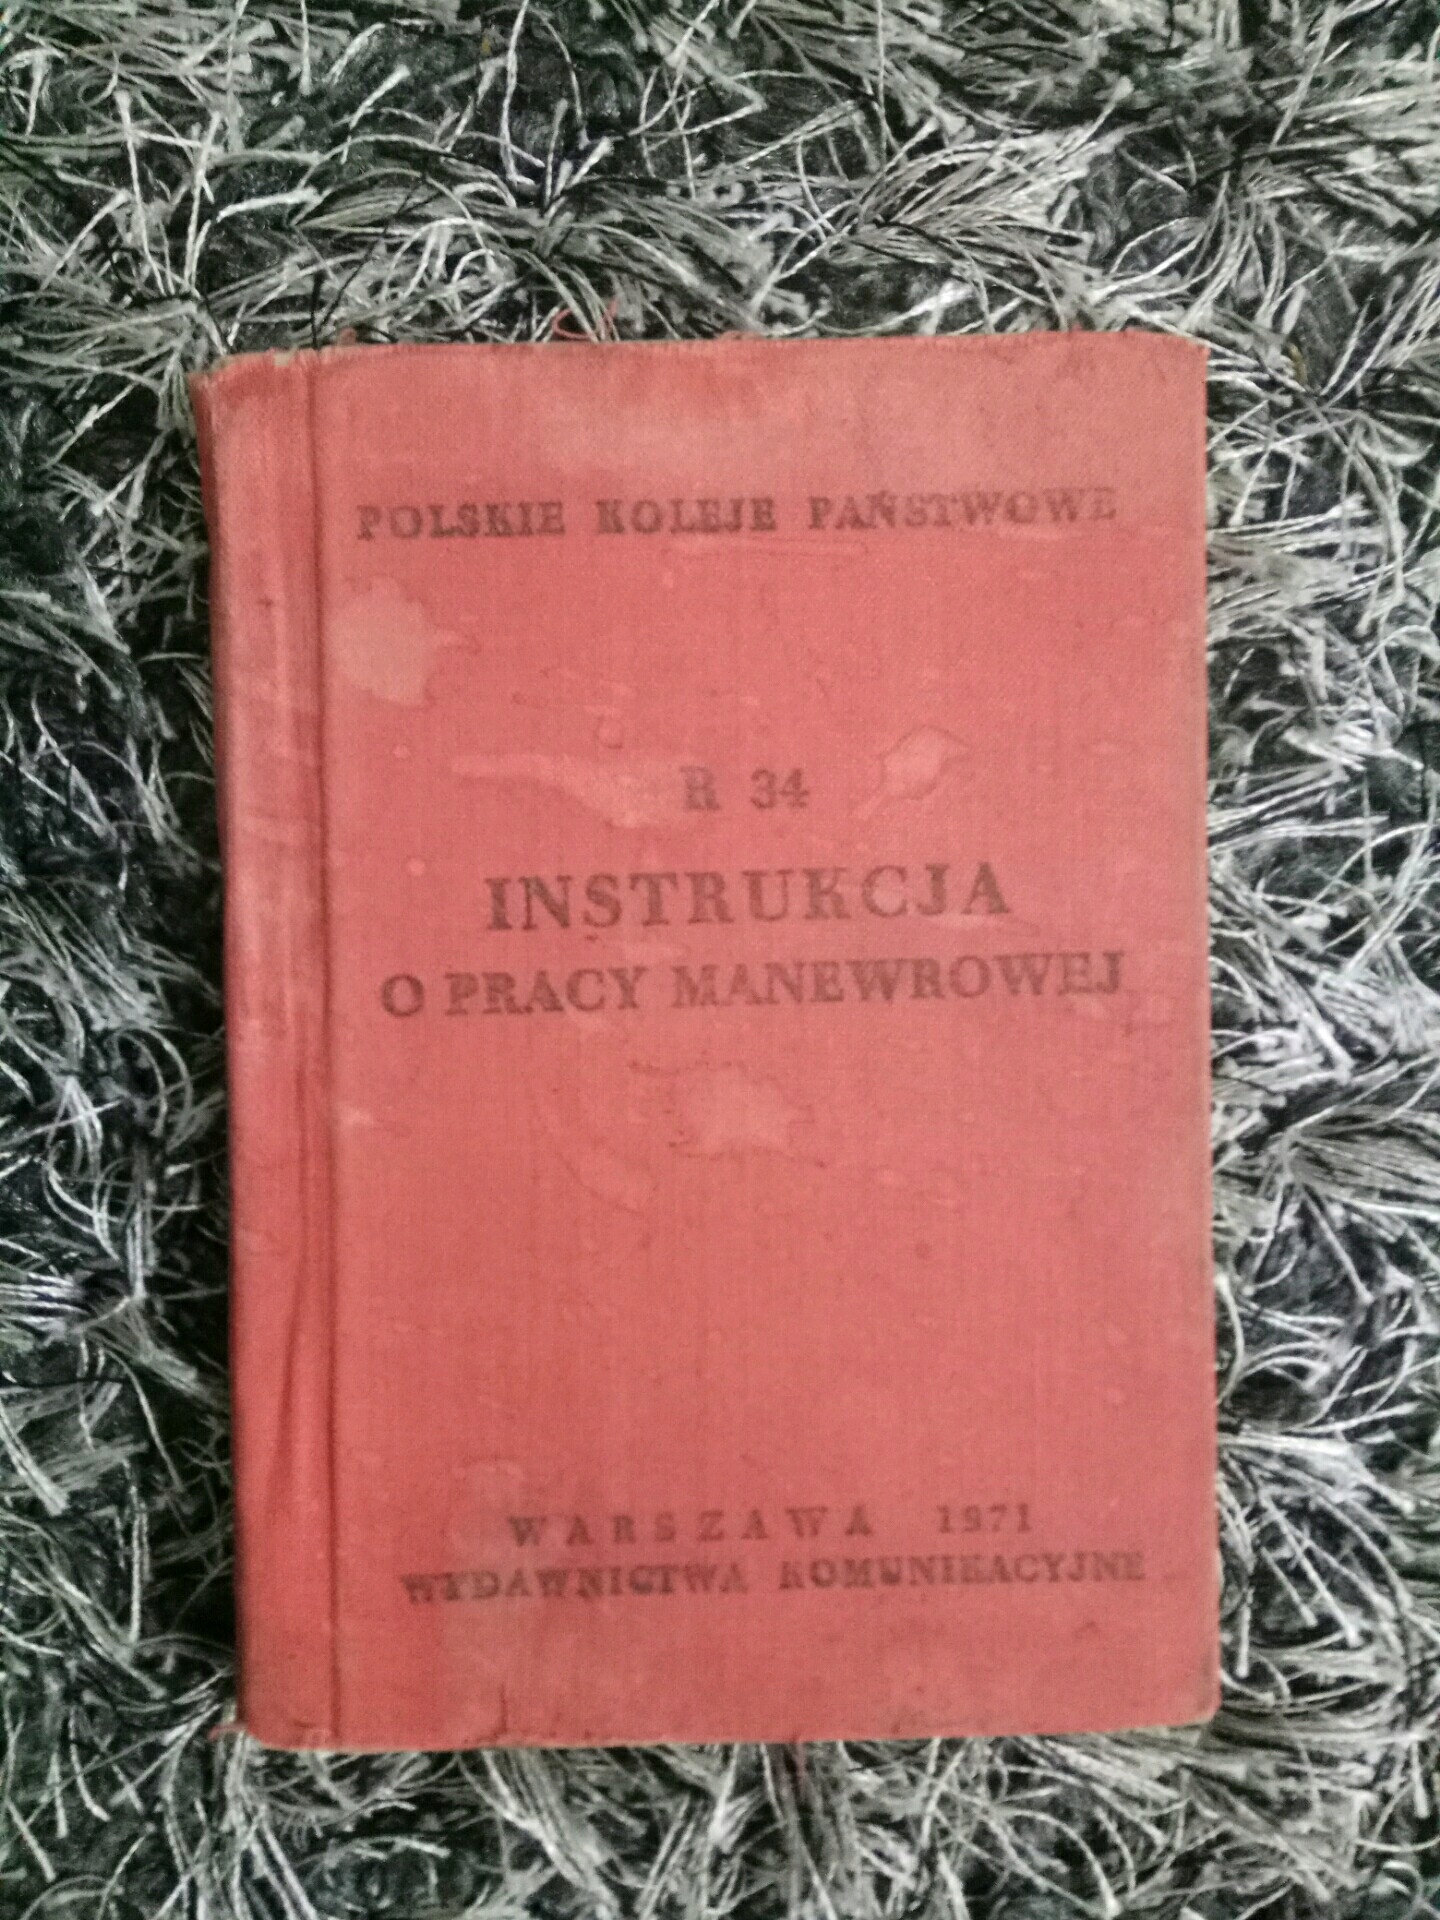 POLSKIE KOLEJE PAŃSTWOWE
R 34
INSTRUKCJA
O PRACY MANEWROWEJ
WARSZAWA 1971
WYDAWNICTWA KOMUNIKACYJNE